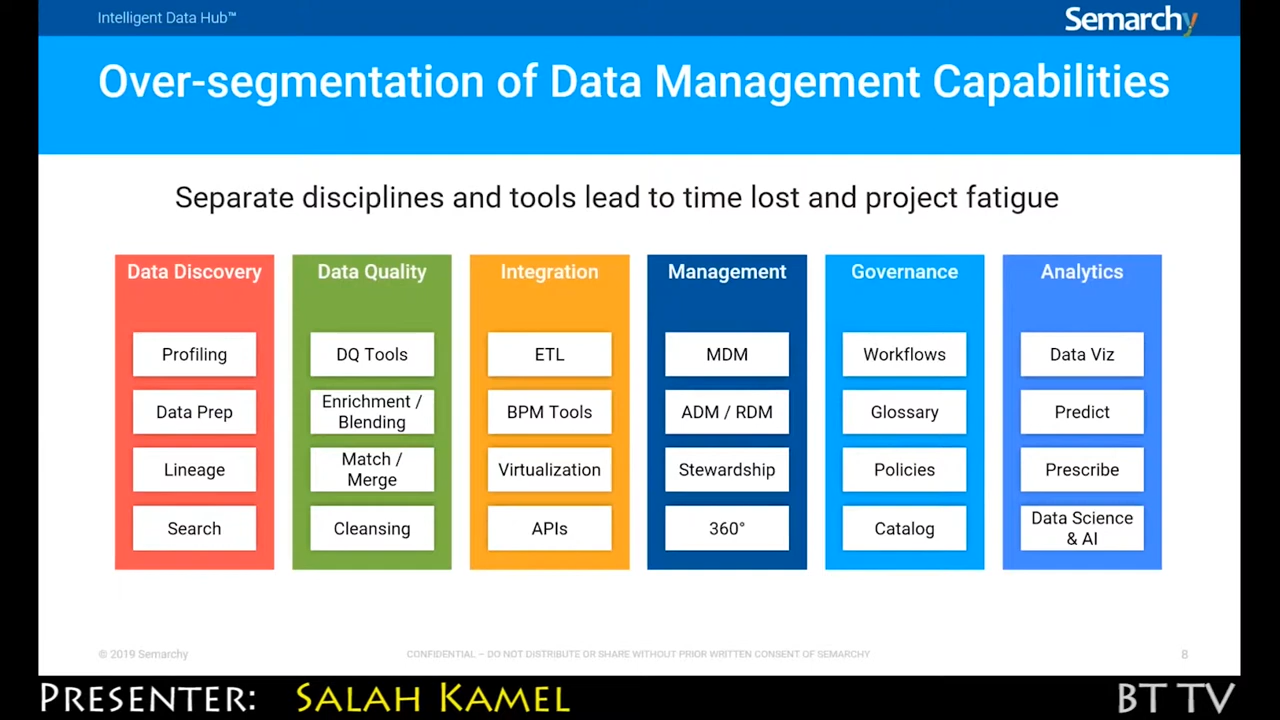 Intelligent Data Hub™
Semarchy
Over-segmentation of Data Management Capabilities
Separate disciplines and tools lead to time lost and project fatigue
Data Discovery
Profiling
Data Prep
Lineage
Search
Data Quality
DQ Tools
Enrichment /
Blending
Match /
Merge
Cleansing
Integration
ETL
BPM Tools
Virtualization
APIs
Management
MDM
ADM / RDM
Stewardship
360°
Governance
Workflows
Glossary
Policies
Catalog
Analytics
Data Viz
Predict
Prescribe
Data Science
& AI
© 2019 Semarchy
CONFIDENTIAL – DO NOT DISTRIBUTE OR SHARE WITHOUT PRIOR WRITTEN CONSENT OF SEMARCHY
8
PRESENTER: SALAH KAMEL
BT TV